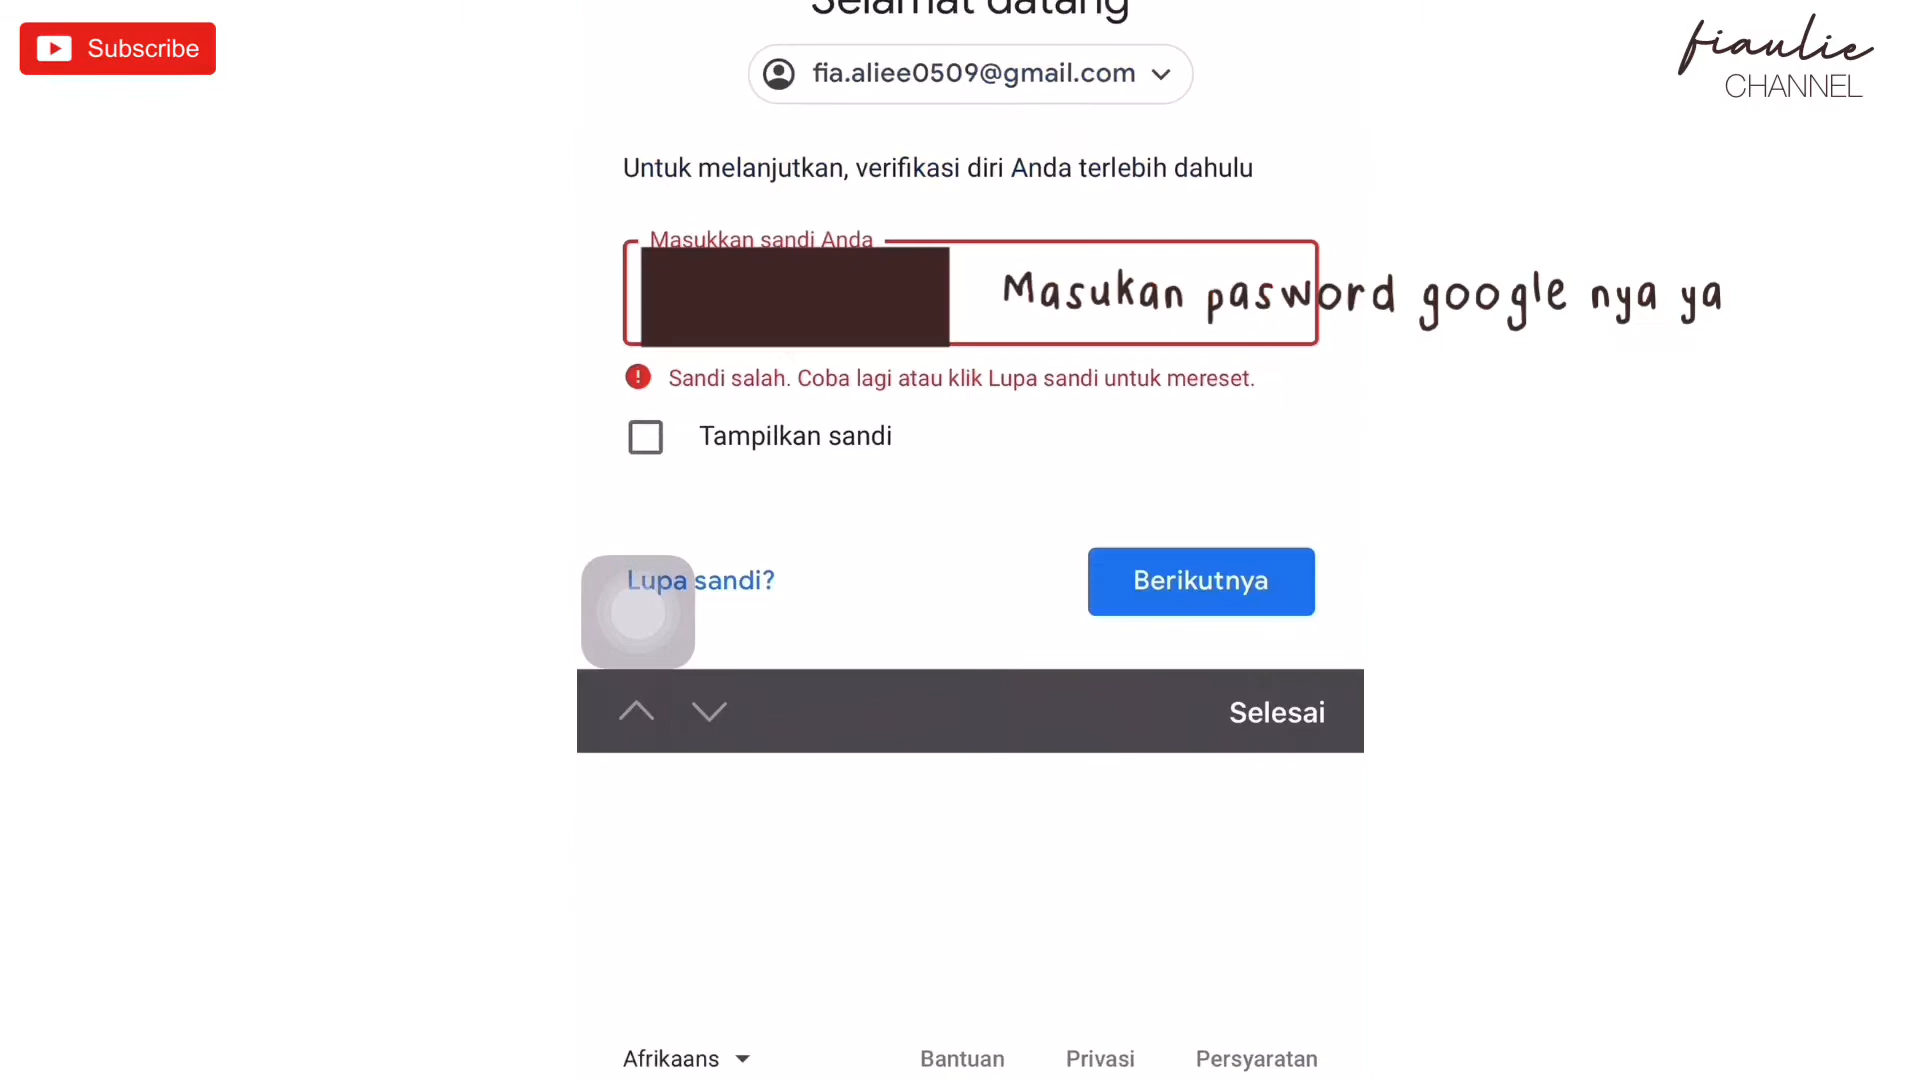 Selamat datang
Subscribe
fiaulie
CHANNEL
fia.aliee0509@gmail.com
Untuk melanjutkan, verifikasi diri Anda terlebih dahulu
Masukkan sandi Anda
Masukan pasword google nya ya
Sandi salah. Coba lagi atau klik Lupa sandi untuk mereset.
Tampilkan sandi
Lupa sandi?
Berikutnya
Selesai
Afrikaans
Bantuan
Privasi
Persyaratan